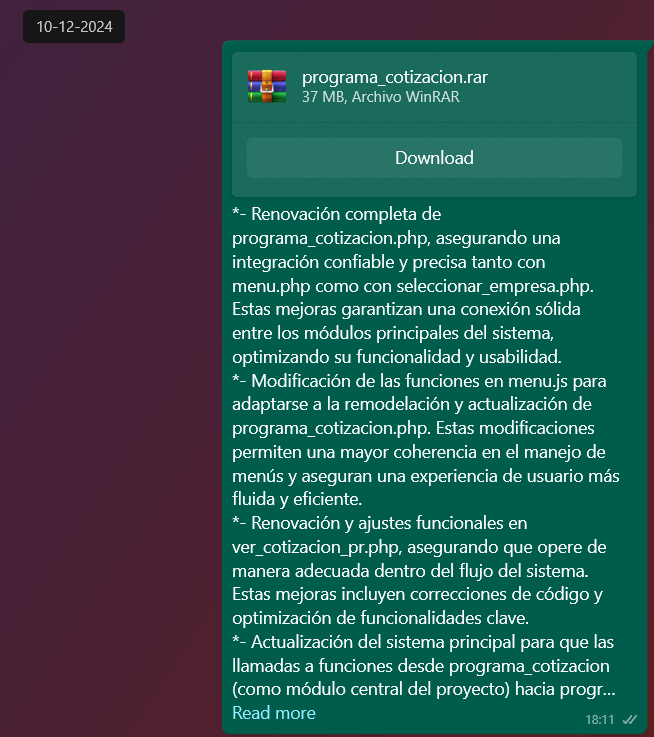 10-12-2024
programa_cotizacion.rar
37 MB, Archivo WinRAR
Download
*- Renovación completa de
programa_cotizacion.php, asegurando una
integración confiable y precisa tanto con
menu.php como con seleccionar_empresa.php.
Estas mejoras garantizan una conexión sólida
entre los módulos principales del sistema,
optimizando su funcionalidad y usabilidad.
*- Modificación de las funciones en menu.js para
adaptarse a la remodelación y actualización de
programa_cotizacion.php. Estas modificaciones
permiten una mayor coherencia en el manejo de
menús y aseguran una experiencia de usuario más
fluida y eficiente.
*- Renovación y ajustes funcionales en
ver_cotizacion_pr.php, asegurando que opere de
manera adecuada dentro del flujo del sistema.
Estas mejoras incluyen correcciones de código y
optimización de funcionalidades clave.
*- Actualización del sistema principal para que las
llamadas a funciones desde programa_cotizacion
(como módulo central del proyecto) hacia progr...
Read more
18:11